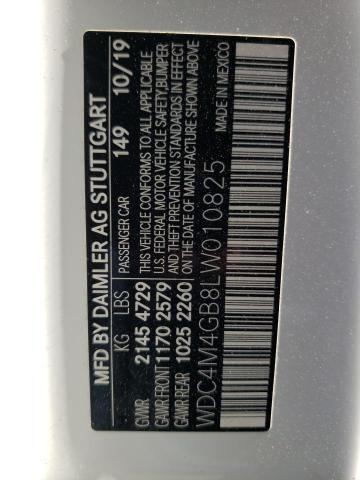 MFD BY DAIMLER AG STUTTGART
KG LBS PASSENGER CAR 149 10/19
GVWR 2145 4729
GAWR FRONT 1170 2579
GAWR REAR 1025 2260
THIS VEHICLE CONFORMS TO ALL APPLICABLE
U.S. FEDERAL MOTOR VEHICLE SAFETY/BUMPER
AND THEFT PREVENTION STANDARDS IN EFFECT
ON THE DATE OF MANUFACTURE SHOWN ABOVE
WDC4M4GB8LW010825
MADE IN MEXICO